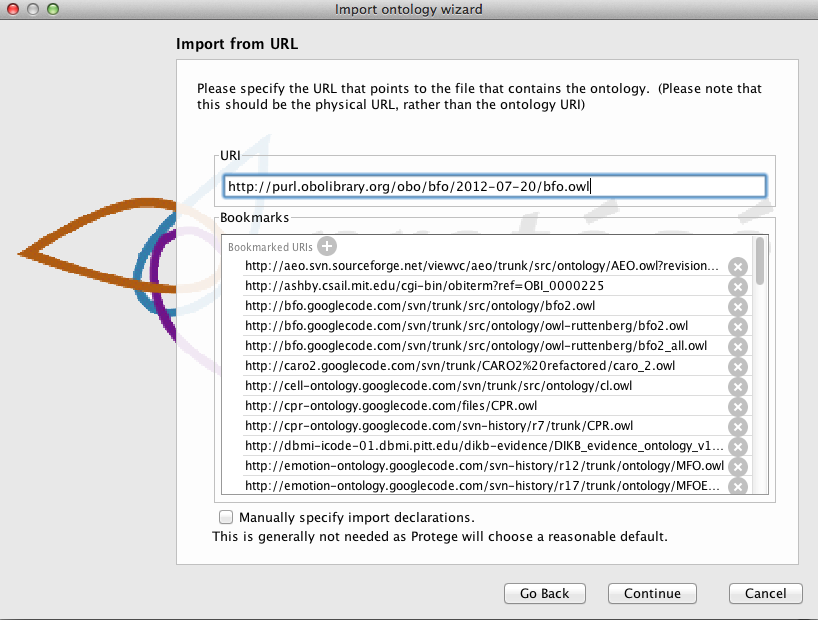 Import ontology wizard
Import from URL
Please specify the URL that points to the file that contains the ontology.  (Please note that
this should be the physical URL, rather than the ontology URI)
URI
http://purl.obolibrary.org/obo/bfo/2012-07-20/bfo.owl
Bookmarks
Bookmarked URIs
http://aeo.svn.sourceforge.net/viewvc/aeo/trunk/src/ontology/AEO.owl?revision...
http://ashby.csail.mit.edu/cgi-bin/obiterm?ref=OBI_0000225
http://bfo.googlecode.com/svn/trunk/src/ontology/bfo2.owl
http://bfo.googlecode.com/svn/trunk/src/ontology/owl-ruttenberg/bfo2.owl
http://bfo.googlecode.com/svn/trunk/src/ontology/owl-ruttenberg/bfo2_all.owl
http://caro2.googlecode.com/svn/trunk/CARO2%20refactored/caro_2.owl
http://cell-ontology.googlecode.com/svn/trunk/src/ontology/cl.owl
http://cpr-ontology.googlecode.com/files/CPR.owl
http://cpr-ontology.googlecode.com/svn-history/r7/trunk/CPR.owl
http://dbmi-icode-01.dbmi.pitt.edu/dikb-evidence/DIKB_evidence_ontology_v1...
http://emotion-ontology.googlecode.com/svn-history/r12/trunk/ontology/MFO.owl
http://emotion-ontology.googlecode.com/svn-history/r17/trunk/ontology/MFOE...
Manually specify import declarations.
This is generally not needed as Protege will choose a reasonable default.
Go Back
Continue
Cancel